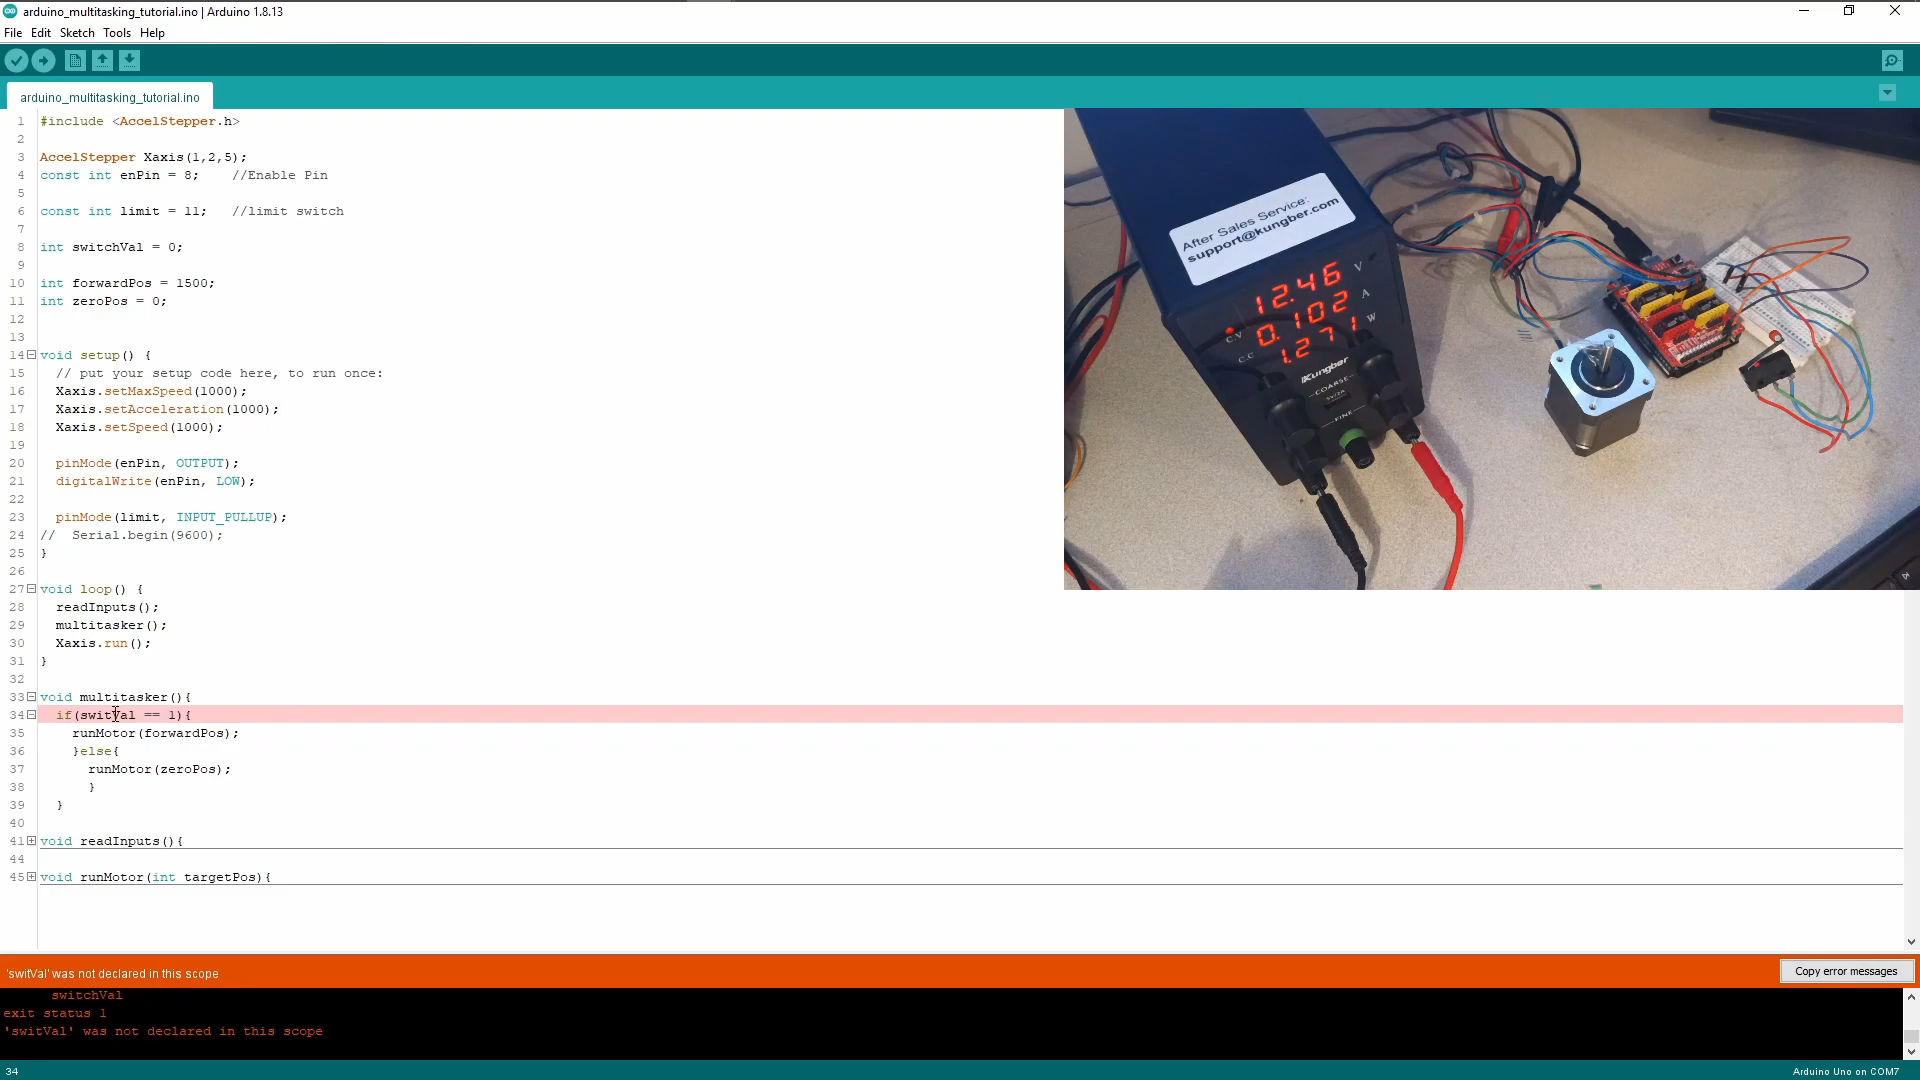 arduino_multitasking_tutorial.ino | Arduino 1.8.13
File Edit Sketch Tools Help
arduino_multitasking_tutorial.ino
1 #include <AccelStepper.h>
2
3 AccelStepper Xaxis(1,2,5);
4 const int enPin = 8; //Enable Pin
5
6 const int limit = 11; //limit switch
7
8 int switchVal = 0;
9
10 int forwardPos = 1500;
11 int zeroPos = 0;
12
13
14 void setup() {
15 // put your setup code here, to run once:
16 Xaxis.setMaxSpeed(1000);
17 Xaxis.setAcceleration(1000);
18 Xaxis.setSpeed(1000);
19
20 pinMode(enPin, OUTPUT);
21 digitalWrite(enPin, LOW);
22
23 pinMode(limit, INPUT_PULLUP);
24 // Serial.begin(9600);
25 }
26
27 void loop() {
28 readInputs();
29 multitasker();
30 Xaxis.run();
31 }
32
33 void multitasker(){
34 if(switVal == 1){
35 runMotor(forwardPos);
36 }else{
37 runMotor(zeroPos);
38 }
39 }
40
41 void readInputs(){
44
45 void runMotor(int targetPos){
After Sales Service:
support@kungber.com
12.46 V
0.102 A
1.271 W
C.V
C.C
Kungber
COARSE
FINE
'switVal' was not declared in this scope
Copy error messages
switchVal
exit status 1
'switVal' was not declared in this scope
34
Arduino Uno on COM7